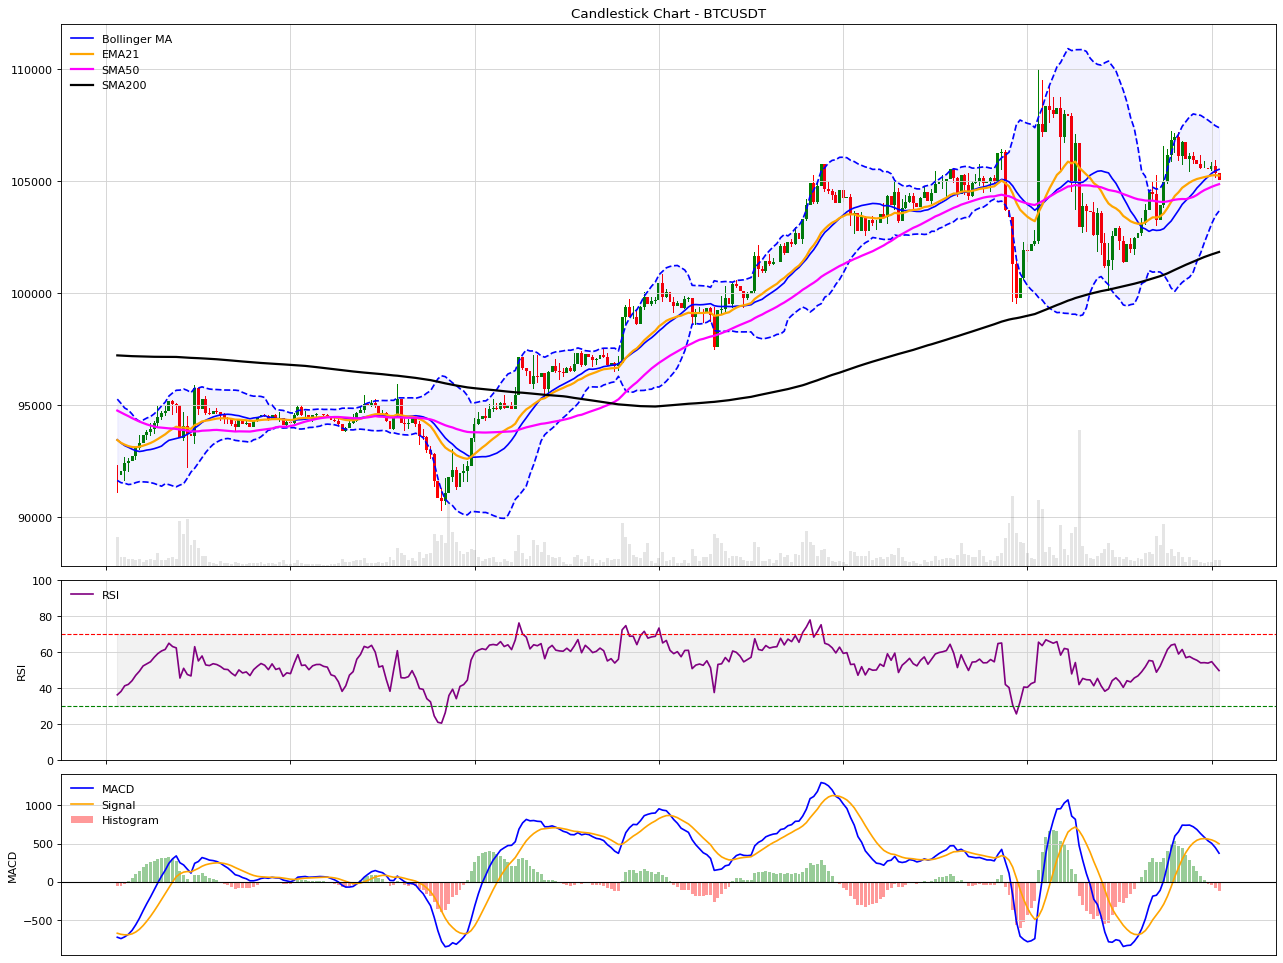 Candlestick Chart - BTCUSDT
Bollinger MA
EMA21
SMA50
SMA200
110000
105000
100000
95000
90000
RSI
100
80
60
40
20
0
RSI
MACD
Signal
Histogram
1000
500
0
−500
MACD